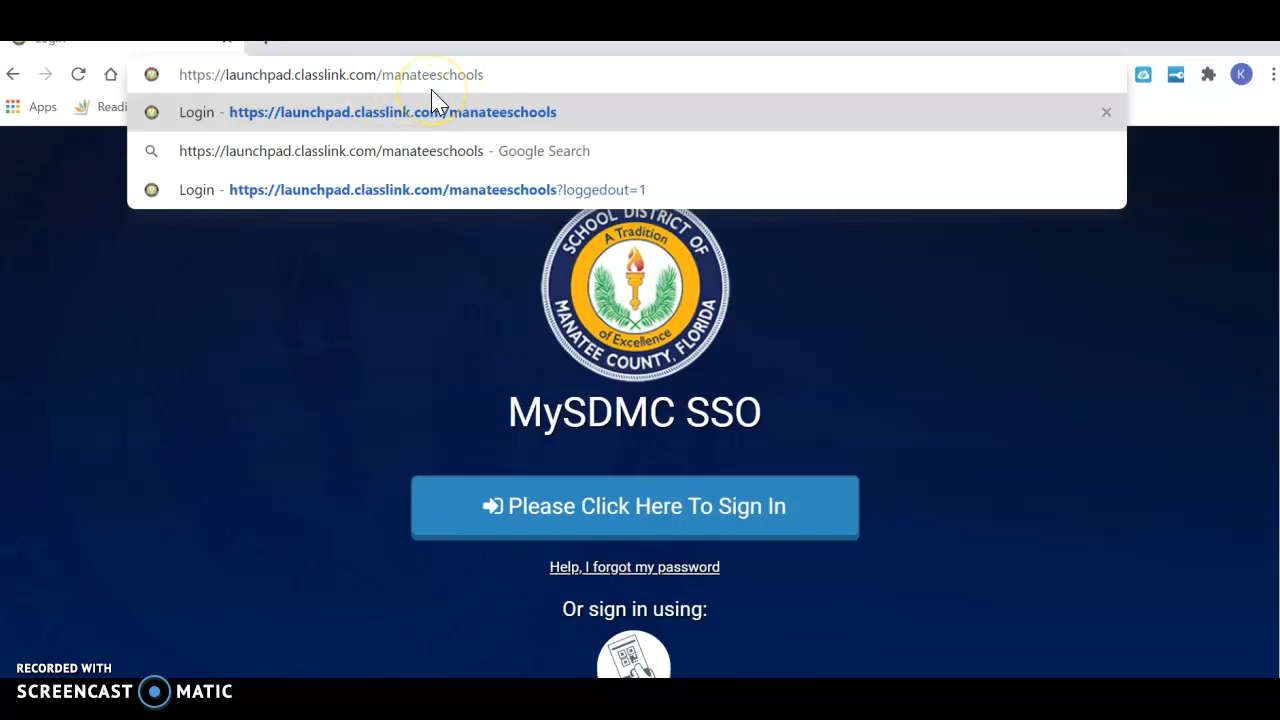 https://launchpad.classlink.com/manateeschools
K
Apps
Readi
Login - https://launchpad.classlink.com/manateeschools
https://launchpad.classlink.com/manateeschools - Google Search
Login - https://launchpad.classlink.com/manateeschools?loggedout=1
SCHOOL DISTRICT OF
A Tradition
of Excellence
MANATEE COUNTY, FLORIDA
MySDMC SSO
Please Click Here To Sign In
Help, I forgot my password
Or sign in using:
RECORDED WITH
SCREENCAST MATIC